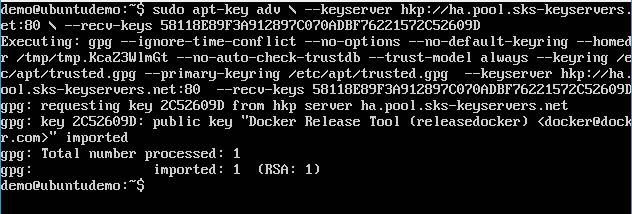 demo@ubuntudemo:~$ sudo apt-key adv \ --keyserver hkp://ha.pool.sks-keyservers.
et:80 \ --recv-keys 58118E89F3A912897C070ADBF76221572C52609D
Executing: gpg --ignore-time-conflict --no-options --no-default-keyring --homed
r /tmp/tmp.KcaZ3WlmGt --no-auto-check-trustdb --trust-model always --keyring /e
c/apt/trusted.gpg --primary-keyring /etc/apt/trusted.gpg --keyserver hkp://ha.
pool.sks-keyservers.net:80 --recv-keys 58118E89F3A912897C070ADBF76221572C52609D
gpg: requesting key 2C52609D from hkp server ha.pool.sks-keyservers.net
gpg: key 2C52609D: public key "Docker Release Tool (releasedocker) <docker@dock
r.com>" imported
gpg: Total number processed: 1
gpg: imported: 1 (RSA: 1)
demo@ubuntudemo:~$